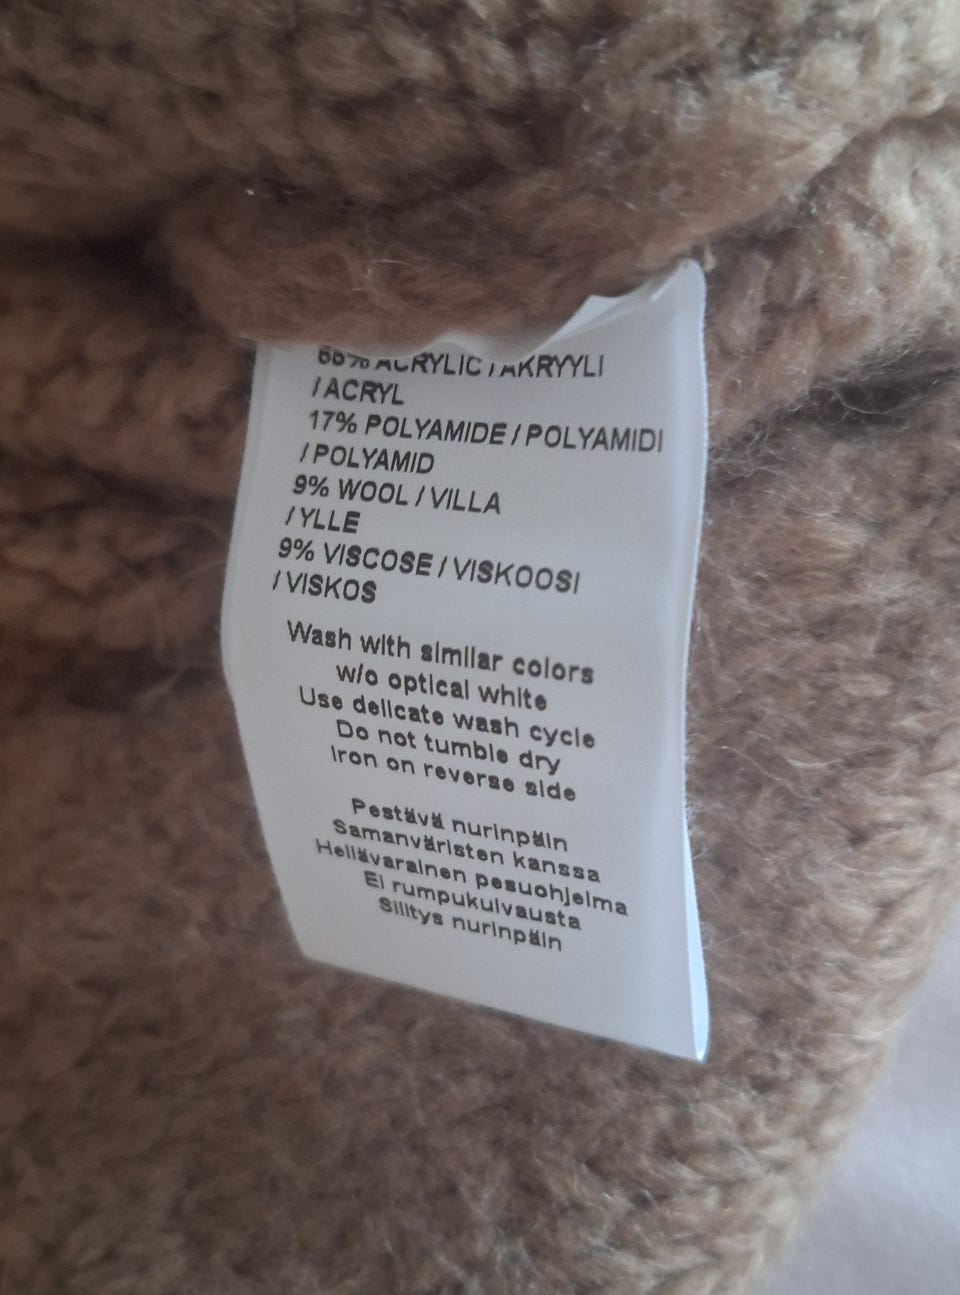 65% ACRYLIC / AKRYYLI
/ ACRYL
17% POLYAMIDE / POLYAMIDI
/ POLYAMID
9% WOOL / VILLA
/ YLLE
9% VISCOSE / VISKOOSI
/ VISKOS
Wash with similar colors
w/o optical white
Use delicate wash cycle
Do not tumble dry
Iron on reverse side
Pestävä nurinpäin
Samanväristen kanssa
Hellävarainen pesuohjelma
Ei rumpukuivausta
Silitys nurinpäin